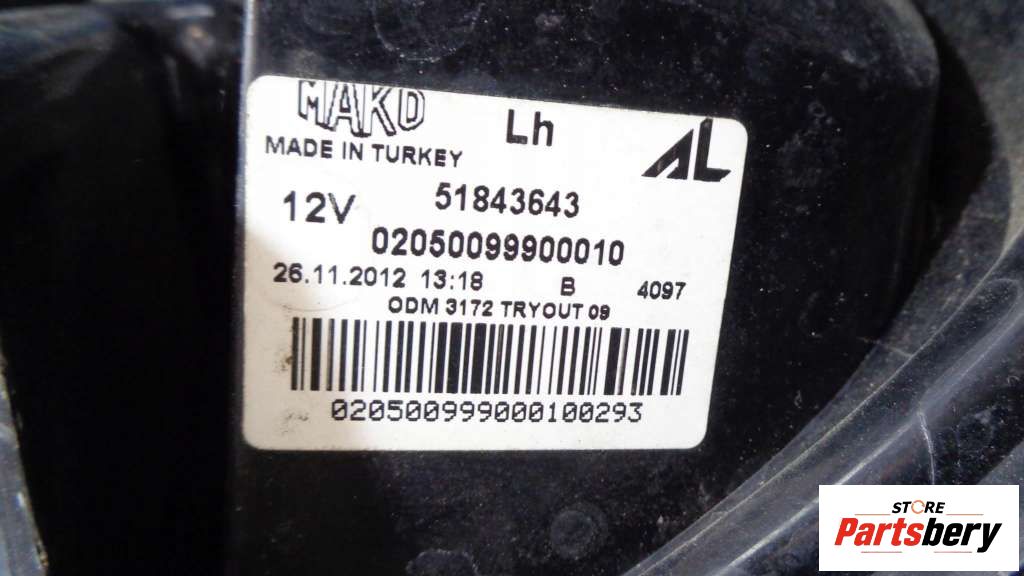 MAKO
Lh
AL
MADE IN TURKEY
12V
51843643
02050099900010
26.11.2012 13:18 B 4097
ODM 3172 TRYOUT 09
020500999000100293
STORE
Partsbery